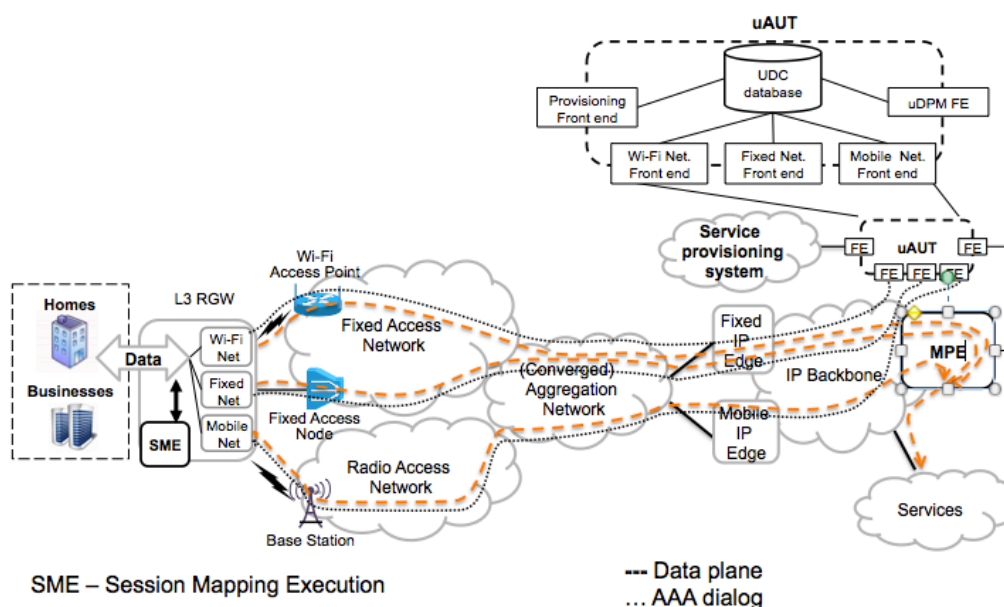 uAUT
UDC
database
Provisioning
Front end
uDPM FE
Wi-Fi Net.
Front end
Fixed Net.
Front end
Mobile Net.
Front end
Service
provisioning
system
FE
uAUT
FE
FE
FE
FE
Wi-Fi
Access Point
L3 RGW
Homes
Businesses
Data
Wi-Fi
Net
Fixed
Net
Mobile
Net
SME
Fixed Access
Network
Fixed Access
Node
Radio Access
Network
Base Station
(Converged)
Aggregation
Network
Fixed
IP
Edge
Mobile
IP
Edge
IP Backbone
MPE
Services
SME – Session Mapping Execution
--- Data plane
... AAA dialog